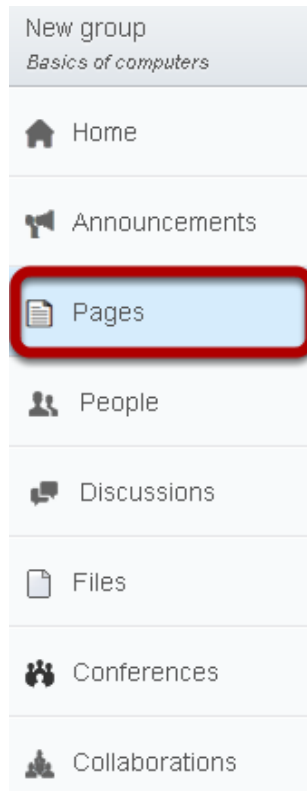 New group
Basics of computers
Home
Announcements
Pages
People
Discussions
Files
Conferences
Collaborations